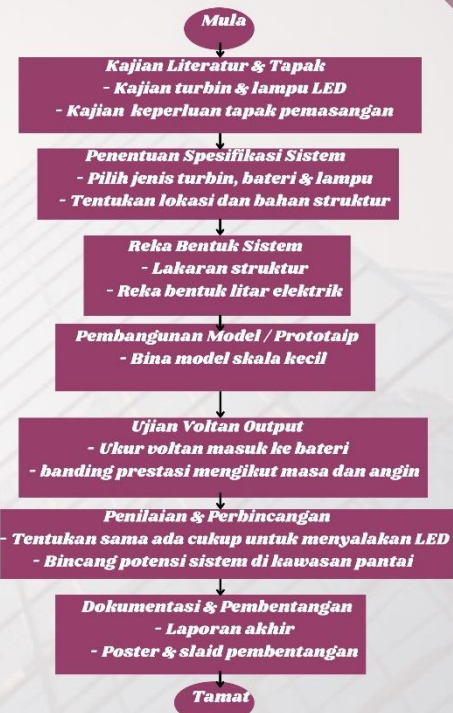 Mula
Kajian Literatur & Tapak
- Kajian turbin & lampu LED
- Kajian keperluan tapak pemasangan
Penentuan Spesifikasi Sistem
- Pilih jenis turbin, bateri & lampu
- Tentukan lokasi dan bahan struktur
Reka Bentuk Sistem
- Lakaran struktur
- Reka bentuk litar elektrik
Pembangunan Model / Prototaip
- Bina model skala kecil
Ujian Voltan Output
- Ukur voltan masuk ke bateri
- banding prestasi mengikut masa dan angin
Penilaian & Perbincangan
- Tentukan sama ada cukup untuk menyalakan LED
- Bincang potensi sistem di kawasan pantai
Dokumentasi & Pembentangan
- Laporan akhir
- Poster & slaid pembentangan
Tamat